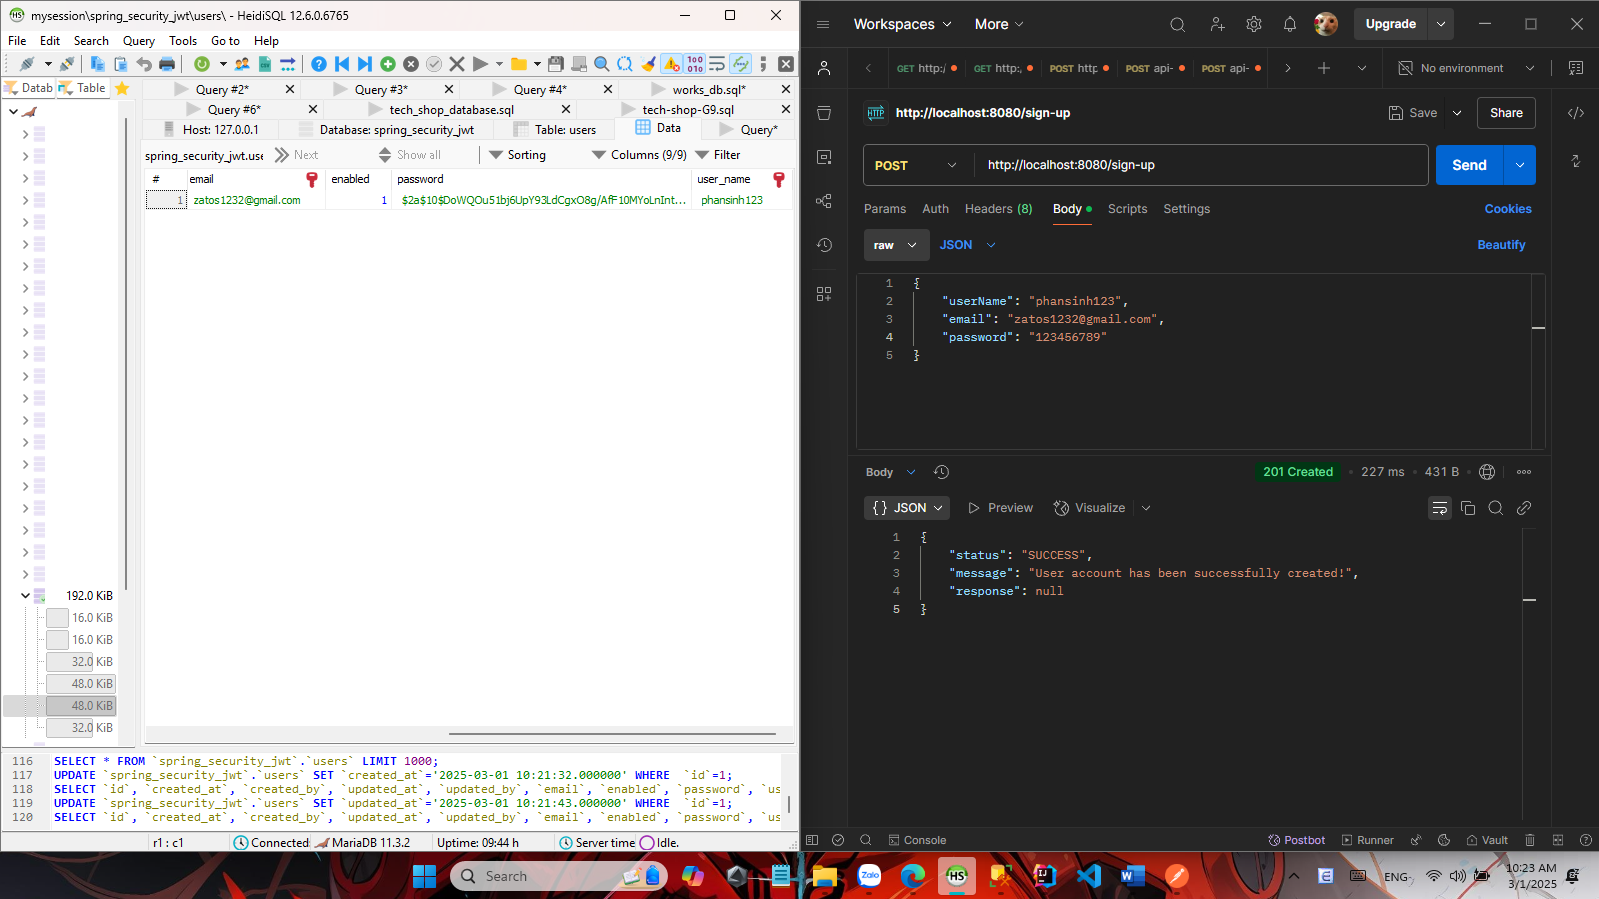 mysession\spring_security_jwt\users\ - HeidiSQL 12.6.0.6765
File Edit Search Query Tools Go to Help
Datab Table
Query #2* Query #3* Query #4* works_db.sql*
Query #6* tech_shop_database.sql tech-shop-G9.sql
Host: 127.0.0.1 Database: spring_security_jwt Table: users Data Query*
spring_security_jwt.use Next Show all Sorting Columns (9/9) Filter
# email enabled password user_name
1 zatos1232@gmail.com 1 $2a$10$DoWQOu51bj6UpY93LdCgxO8g/AfF10MYoLnInt... phansinh123
192.0 KiB
16.0 KiB
16.0 KiB
32.0 KiB
48.0 KiB
48.0 KiB
32.0 KiB
116 SELECT * FROM `spring_security_jwt`.`users` LIMIT 1000;
117 UPDATE `spring_security_jwt`.`users` SET `created_at`='2025-03-01 10:21:32.000000' WHERE  `id`=1;
118 SELECT `id`, `created_at`, `created_by`, `updated_at`, `updated_by`, `email`, `enabled`, `password`, `us
119 UPDATE `spring_security_jwt`.`users` SET `updated_at`='2025-03-01 10:21:43.000000' WHERE  `id`=1;
120 SELECT `id`, `created_at`, `created_by`, `updated_at`, `updated_by`, `email`, `enabled`, `password`, `us
r1 : c1 Connected: MariaDB 11.3.2 Uptime: 09:44 h Server time Idle.
Workspaces More Upgrade
GET http:/ GET http:, POST http POST api- POST api- No environment
HTTP http://localhost:8080/sign-up Save Share
POST http://localhost:8080/sign-up Send
Params Auth Headers (8) Body Scripts Settings Cookies
raw JSON Beautify
1 {
2 "userName": "phansinh123",
3 "email": "zatos1232@gmail.com",
4 "password": "123456789"
5 }
Body 201 Created 227 ms 431 B
{} JSON Preview Visualize
1 {
2 "status": "SUCCESS",
3 "message": "User account has been successfully created!",
4 "response": null
5 }
Console Postbot Runner Vault
Search Zalo HS ENG 10:23 AM
3/1/2025